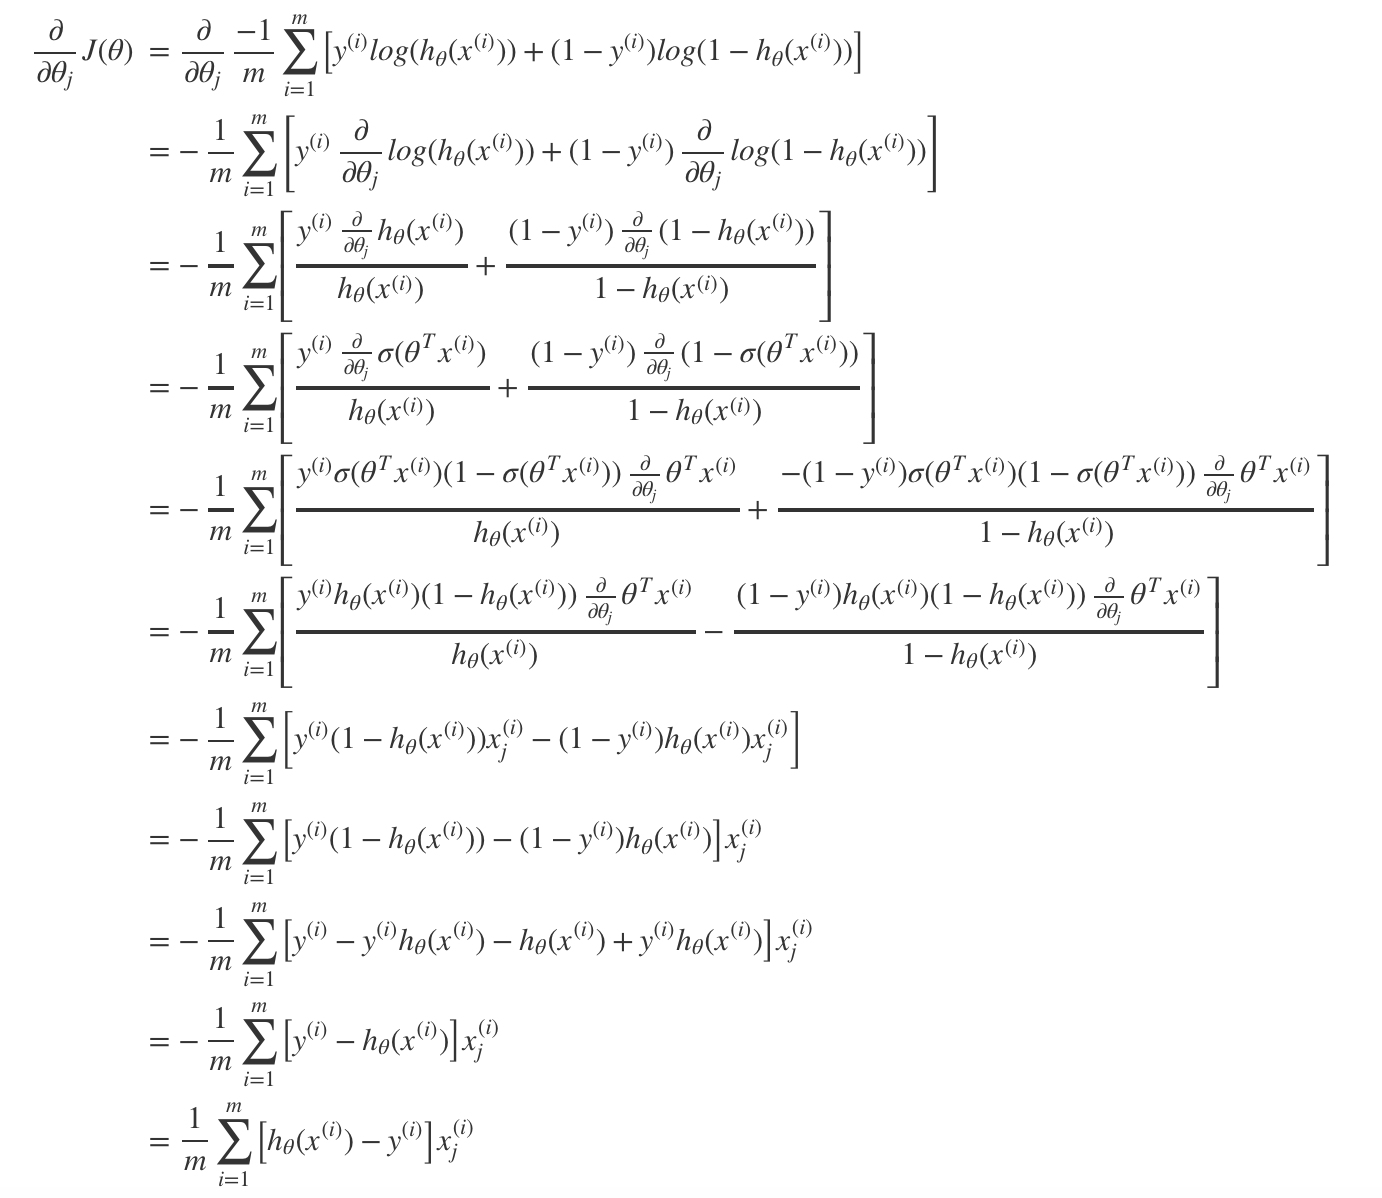 ∂/∂θ_j J(θ) = ∂/∂θ_j −1/m ∑_{i=1}^{m} [y^{(i)} log(h_θ(x^{(i)})) + (1 − y^{(i)})log(1 − h_θ(x^{(i)}))]
= − 1/m ∑_{i=1}^{m} [y^{(i)} ∂/∂θ_j log(h_θ(x^{(i)})) + (1 − y^{(i)}) ∂/∂θ_j log(1 − h_θ(x^{(i)}))]
= − 1/m ∑_{i=1}^{m} [(y^{(i)} ∂/∂θ_j h_θ(x^{(i)}))/(h_θ(x^{(i)})) + ((1 − y^{(i)}) ∂/∂θ_j (1 − h_θ(x^{(i)})))/(1 − h_θ(x^{(i)}))]
= − 1/m ∑_{i=1}^{m} [(y^{(i)} ∂/∂θ_j σ(θ^T x^{(i)}))/(h_θ(x^{(i)})) + ((1 − y^{(i)}) ∂/∂θ_j (1 − σ(θ^T x^{(i)})))/(1 − h_θ(x^{(i)}))]
= − 1/m ∑_{i=1}^{m} [(y^{(i)} σ(θ^T x^{(i)})(1 − σ(θ^T x^{(i)})) ∂/∂θ_j θ^T x^{(i)})/(h_θ(x^{(i)})) + (−(1 − y^{(i)})σ(θ^T x^{(i)})(1 − σ(θ^T x^{(i)})) ∂/∂θ_j θ^T x^{(i)})/(1 − h_θ(x^{(i)}))]
= − 1/m ∑_{i=1}^{m} [(y^{(i)} h_θ(x^{(i)})(1 − h_θ(x^{(i)})) ∂/∂θ_j θ^T x^{(i)})/(h_θ(x^{(i)})) − ((1 − y^{(i)})h_θ(x^{(i)})(1 − h_θ(x^{(i)})) ∂/∂θ_j θ^T x^{(i)})/(1 − h_θ(x^{(i)}))]
= − 1/m ∑_{i=1}^{m} [y^{(i)}(1 − h_θ(x^{(i)}))x_j^{(i)} − (1 − y^{(i)})h_θ(x^{(i)})x_j^{(i)}]
= − 1/m ∑_{i=1}^{m} [y^{(i)}(1 − h_θ(x^{(i)})) − (1 − y^{(i)})h_θ(x^{(i)})] x_j^{(i)}
= − 1/m ∑_{i=1}^{m} [y^{(i)} − y^{(i)}h_θ(x^{(i)}) − h_θ(x^{(i)}) + y^{(i)}h_θ(x^{(i)})] x_j^{(i)}
= − 1/m ∑_{i=1}^{m} [y^{(i)} − h_θ(x^{(i)})] x_j^{(i)}
= 1/m ∑_{i=1}^{m} [h_θ(x^{(i)}) − y^{(i)}] x_j^{(i)}